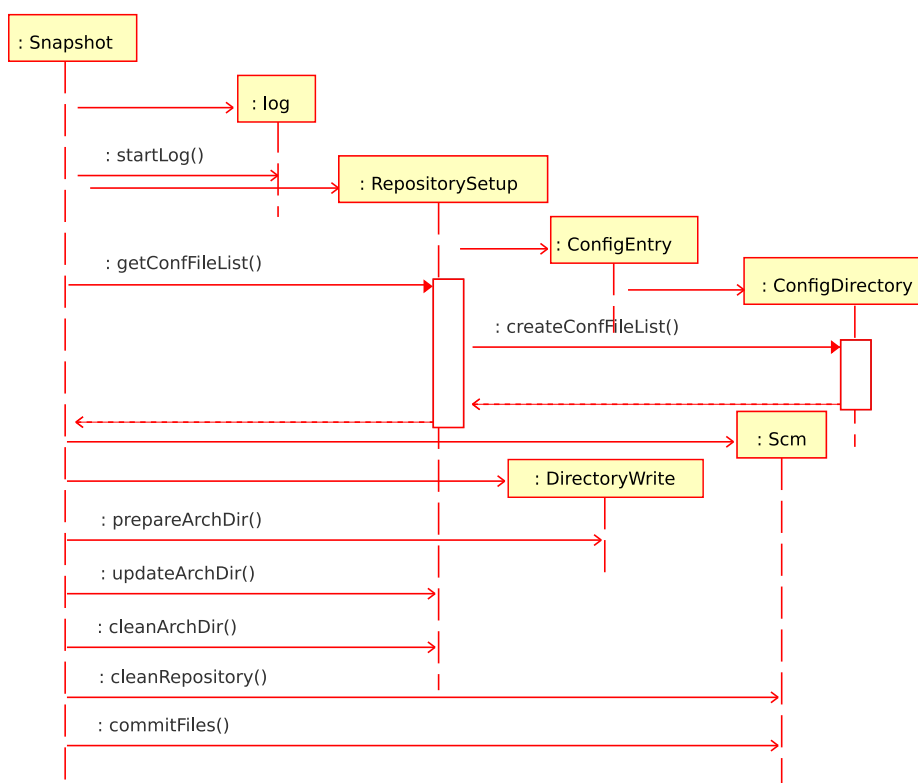 : Snapshot
: log
: startLog()
: RepositorySetup
: ConfigEntry
: getConfFileList()
: ConfigDirectory
: createConfFileList()
: Scm
: DirectoryWrite
: prepareArchDir()
: updateArchDir()
: cleanArchDir()
: cleanRepository()
: commitFiles()